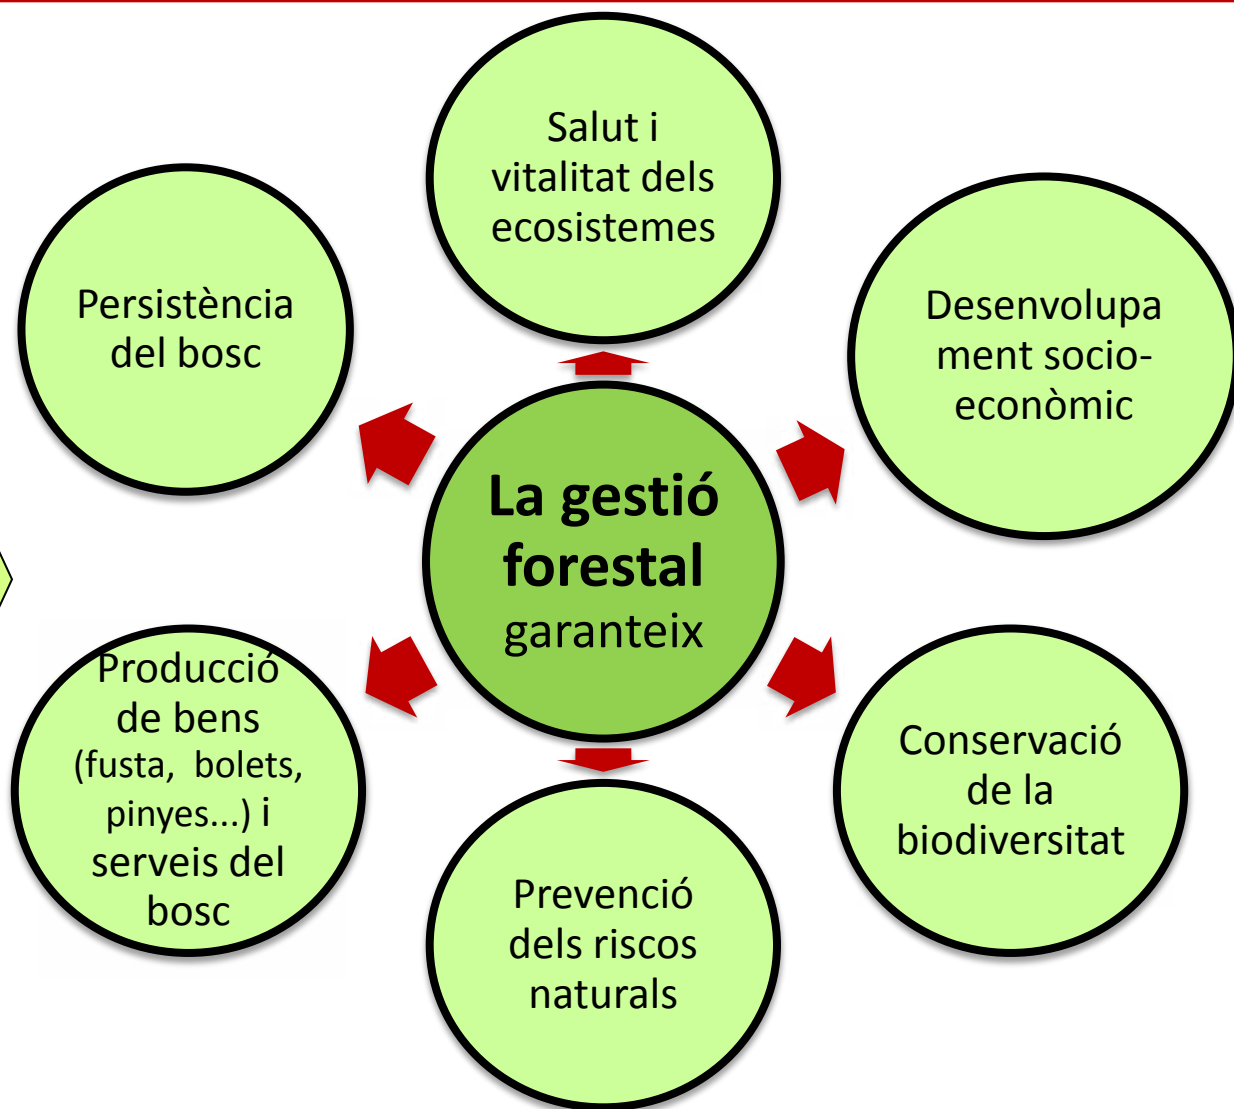 Salut i
vitalitat dels
ecosistemes
Persistència
del bosc
Desenvolupa
ment socio-
econòmic
La gestió
forestal
garanteix
Producció
de bens
(fusta, bolets,
pinyes...) i
serveis del
bosc
Conservació
de la
biodiversitat
Prevenció
dels riscos
naturals